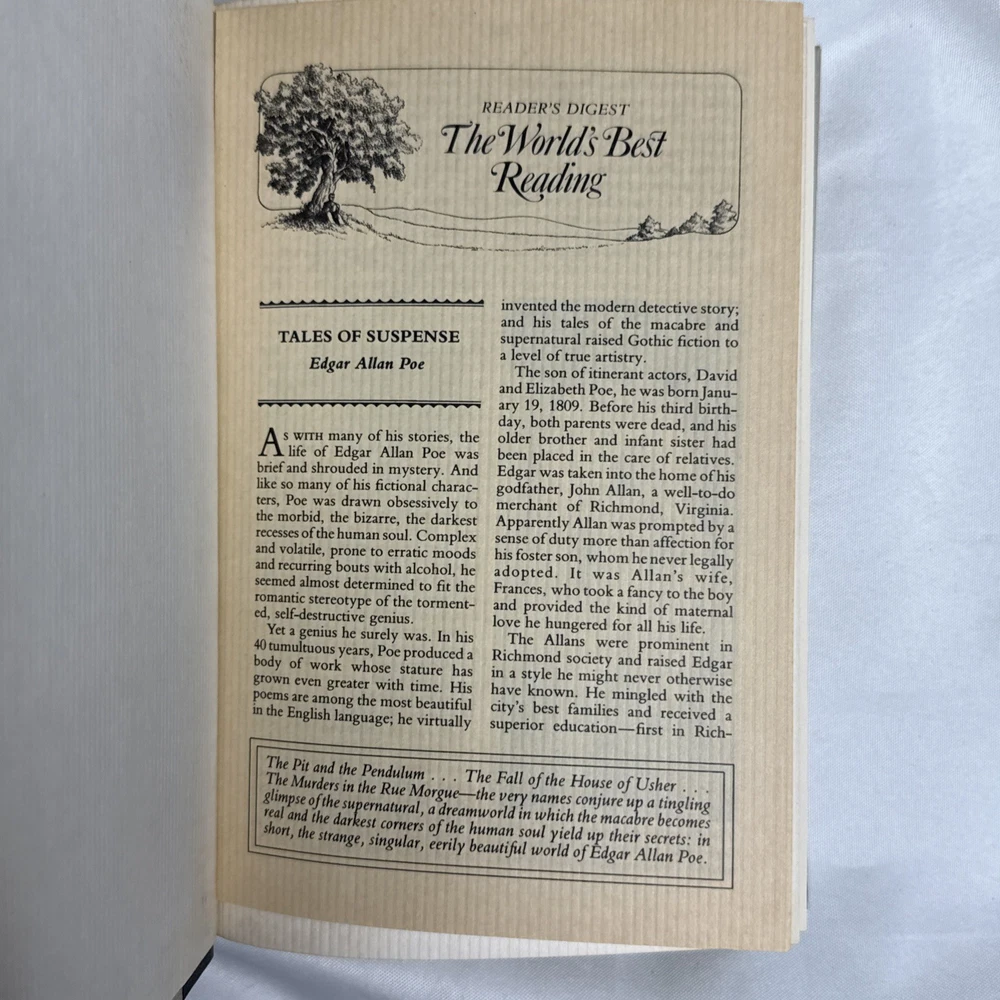 READER'S DIGEST
The World's Best
Reading
TALES OF SUSPENSE
Edgar Allan Poe
AS WITH many of his stories, the
life of Edgar Allan Poe was
brief and shrouded in mystery. And
like so many of his fictional charac-
ters, Poe was drawn obsessively to
the morbid, the bizarre, the darkest
recesses of the human soul. Complex
and volatile, prone to erratic moods
and recurring bouts with alcohol, he
seemed almost determined to fit the
romantic stereotype of the torment-
ed, self-destructive genius.
Yet a genius he surely was. In his
40 tumultuous years, Poe produced a
body of work whose stature has
grown even greater with time. His
poems are among the most beautiful
in the English language; he virtually
invented the modern detective story;
and his tales of the macabre and
supernatural raised Gothic fiction to
a level of true artistry.
The son of itinerant actors, David
and Elizabeth Poe, he was born Janu-
ary 19, 1809. Before his third birth-
day, both parents were dead, and his
older brother and infant sister had
been placed in the care of relatives.
Edgar was taken into the home of his
godfather, John Allan, a well-to-do
merchant of Richmond, Virginia.
Apparently Allan was prompted by a
sense of duty more than affection for
his foster son, whom he never legally
adopted. It was Allan's wife,
Frances, who took a fancy to the boy
and provided the kind of maternal
love he hungered for all his life.
The Allans were prominent in
Richmond society and raised Edgar
in a style he might never otherwise
have known. He mingled with the
city's best families and received a
superior education—first in Rich-
The Pit and the Pendulum . . . The Fall of the House of Usher . . .
The Murders in the Rue Morgue—the very names conjure up a tingling
glimpse of the supernatural, a dreamworld in which the macabre becomes
real and the darkest corners of the human soul yield up their secrets: in
short, the strange, singular, eerily beautiful world of Edgar Allan Poe.